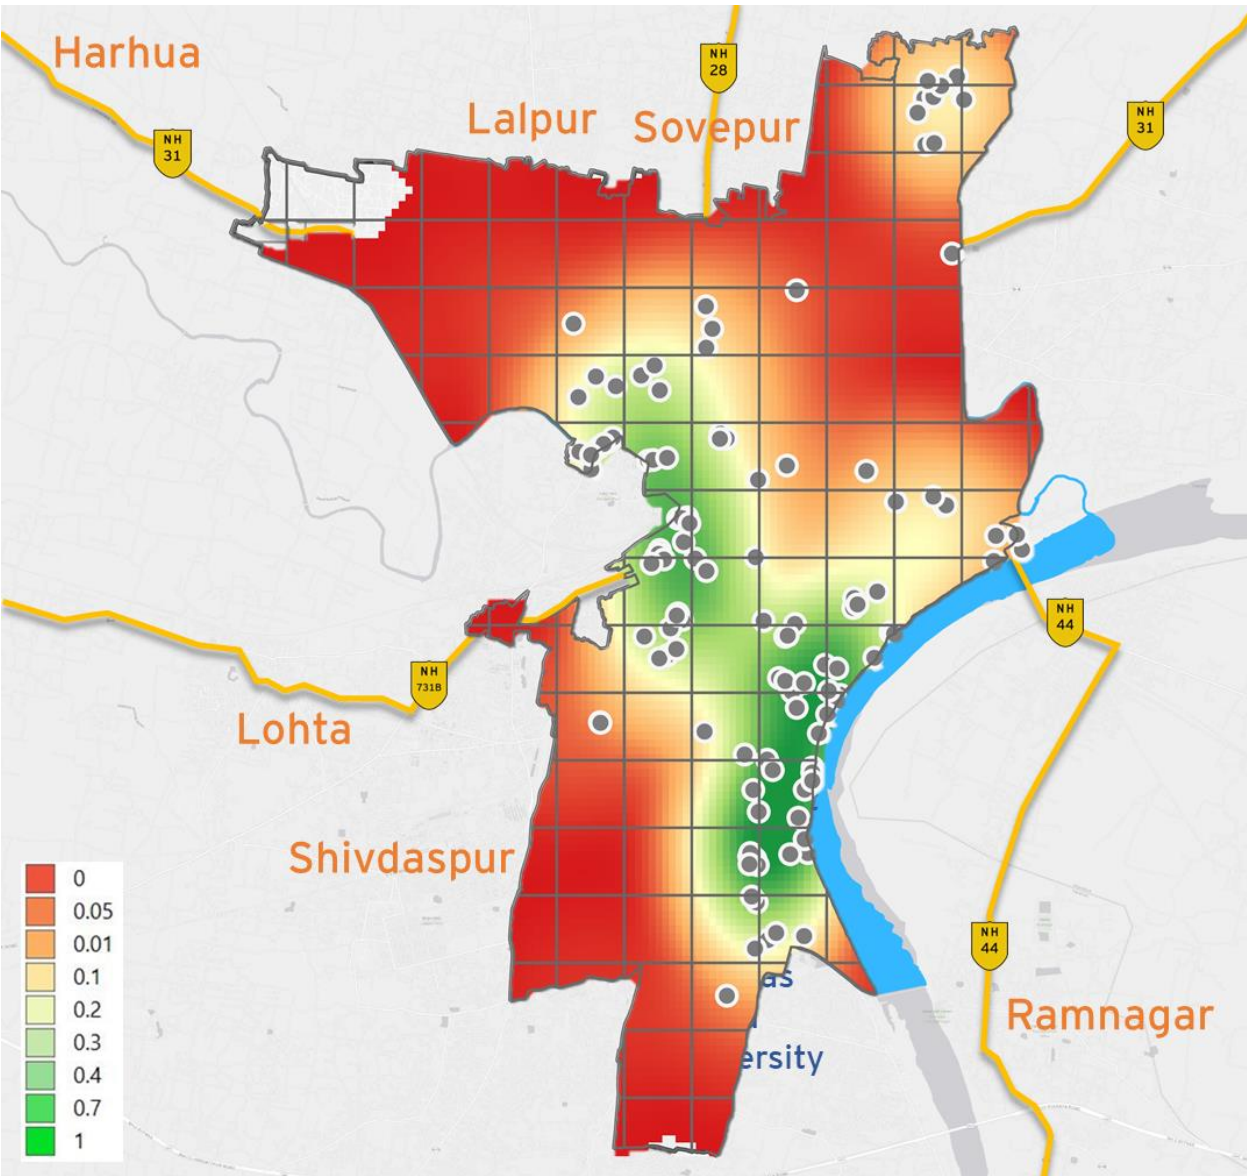 Harhua
NH
28
NH
31
NH
31
Lalpur
Sovepur
NH
44
NH
731B
Lohta
Shivdaspur
0
0.05
0.01
0.1
0.2
0.3
0.4
0.7
1
NH
44
Ramnagar
as
ersity